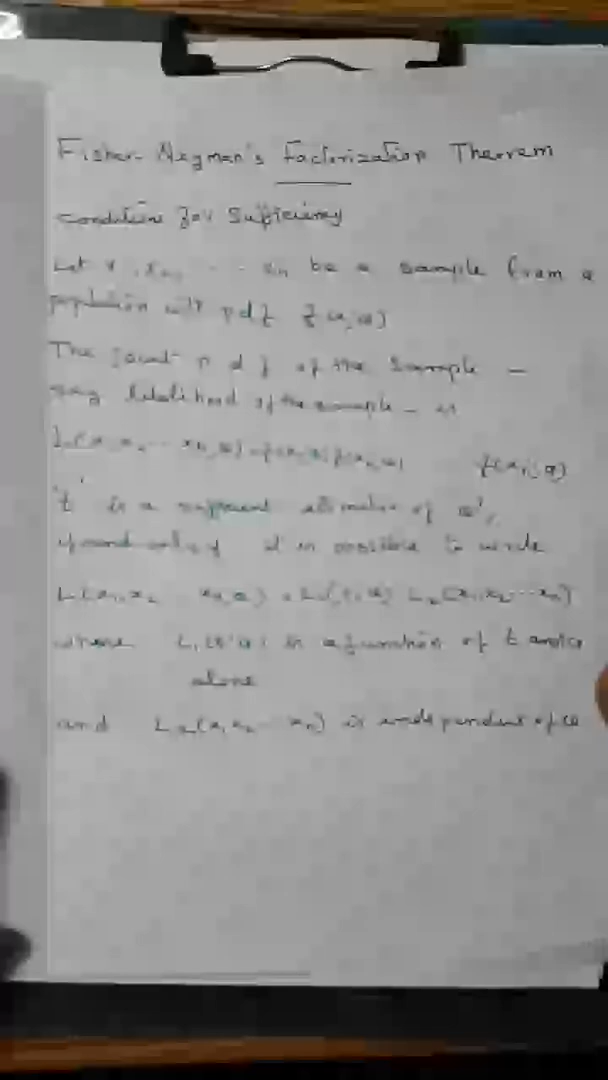 Fisher-Neyman's Factorization Theorem
Condition for Sufficiency
Let x₁, x₂, ... xₙ be a sample from a
population with pdf f(x, θ)
The joint p d f of the sample -
say likelihood of the sample - is
L(x₁, x₂ ... xₙ, θ) = f(x₁, θ) f(x₂, θ) f(xₙ, θ)
't' is a sufficient estimator of 'θ',
if and only if it is possible to write
L(x₁, x₂ ... xₙ, θ) = L₁(t, θ) L₂(x₁, x₂ ... xₙ)
where L₁(t, θ) is a function of t and θ
alone
and L₂(x₁, x₂ ... xₙ) is independent of θ